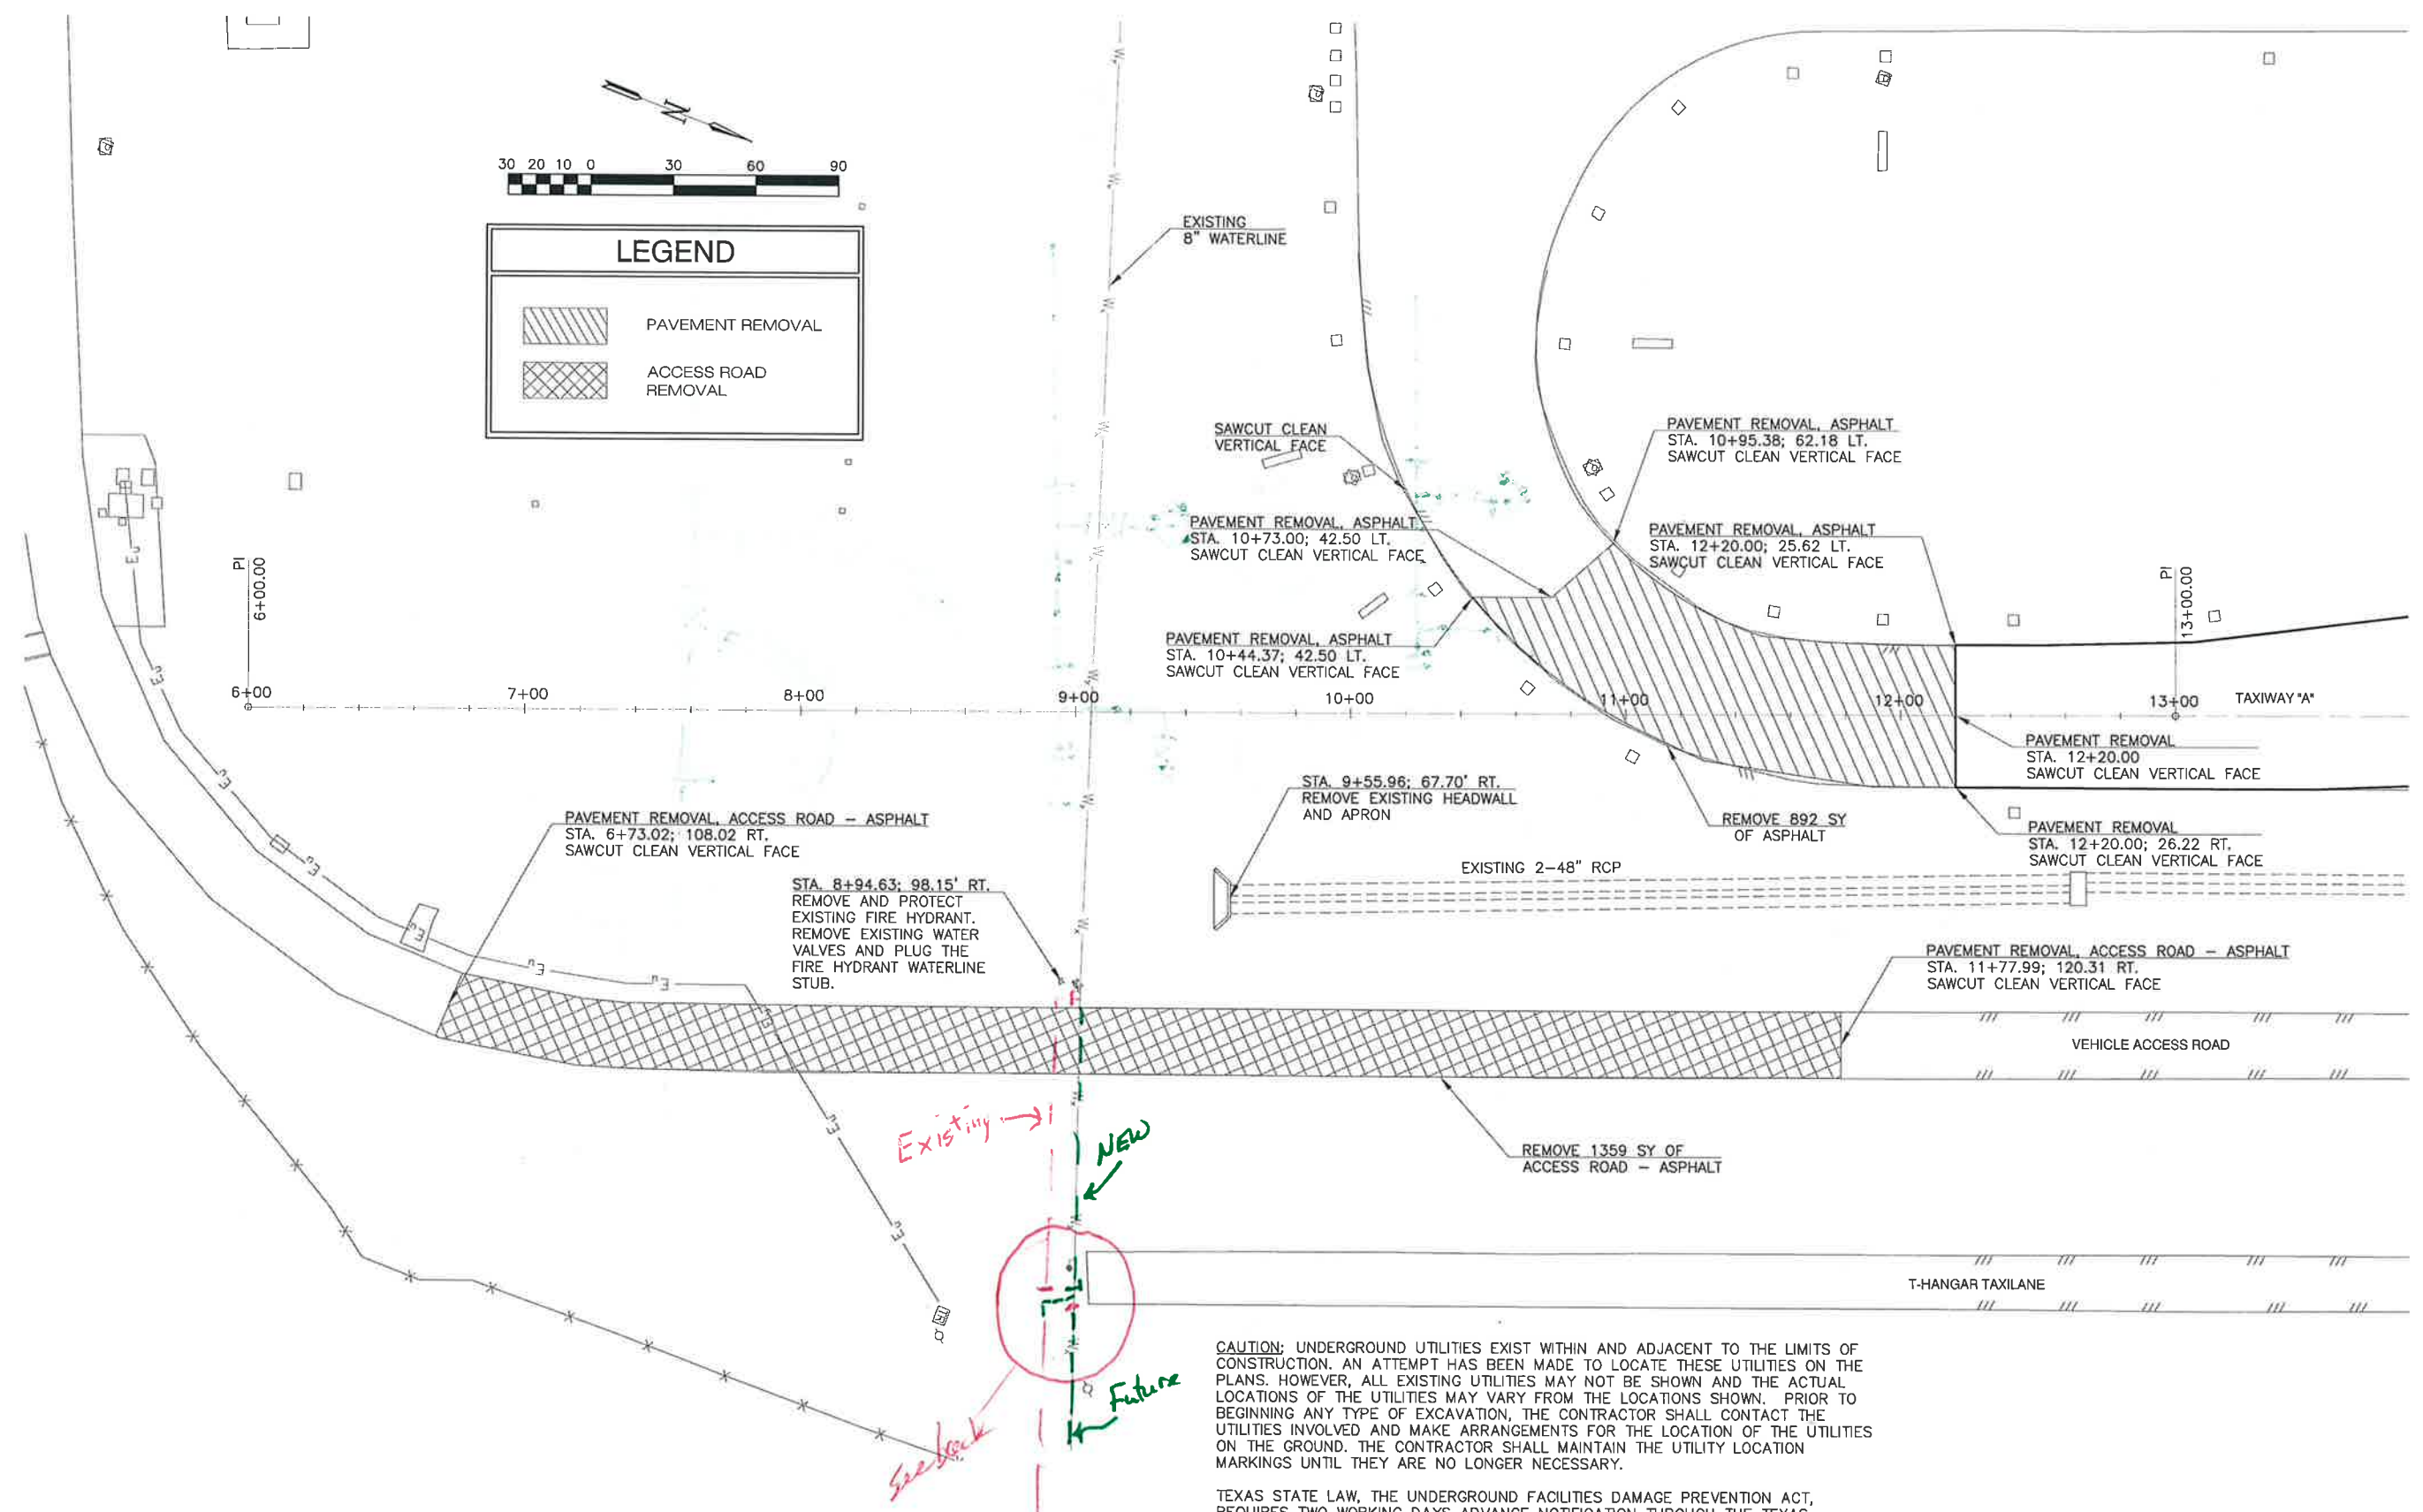 N
30 20 10 0 30 60 90
LEGEND
PAVEMENT REMOVAL
ACCESS ROAD
REMOVAL
EXISTING
8" WATERLINE
SAWCUT CLEAN
VERTICAL FACE
PAVEMENT REMOVAL, ASPHALT
STA. 10+95.38; 62.18 LT.
SAWCUT CLEAN VERTICAL FACE
PAVEMENT REMOVAL, ASPHALT
STA. 10+73.00; 42.50 LT.
SAWCUT CLEAN VERTICAL FACE
PAVEMENT REMOVAL, ASPHALT
STA. 12+20.00; 25.62 LT.
SAWCUT CLEAN VERTICAL FACE
PI
6+00.00
PI
13+00.00
PAVEMENT REMOVAL, ASPHALT
STA. 10+44.37; 42.50 LT.
SAWCUT CLEAN VERTICAL FACE
6+00 7+00 8+00 9+00 10+00 11+00 12+00 13+00 TAXIWAY "A"
PAVEMENT REMOVAL
STA. 12+20.00
SAWCUT CLEAN VERTICAL FACE
STA. 9+55.96; 67.70' RT.
REMOVE EXISTING HEADWALL
AND APRON
PAVEMENT REMOVAL, ACCESS ROAD – ASPHALT
STA. 6+73.02; 108.02 RT.
SAWCUT CLEAN VERTICAL FACE
REMOVE 892 SY
OF ASPHALT
PAVEMENT REMOVAL
STA. 12+20.00; 26.22 RT.
SAWCUT CLEAN VERTICAL FACE
EXISTING 2–48" RCP
STA. 8+94.63; 98.15' RT.
REMOVE AND PROTECT
EXISTING FIRE HYDRANT.
REMOVE EXISTING WATER
VALVES AND PLUG THE
FIRE HYDRANT WATERLINE
STUB.
PAVEMENT REMOVAL, ACCESS ROAD – ASPHALT
STA. 11+77.99; 120.31 RT.
SAWCUT CLEAN VERTICAL FACE
VEHICLE ACCESS ROAD
Existing
NEW
REMOVE 1359 SY OF
ACCESS ROAD – ASPHALT
T-HANGAR TAXILANE
Future
See back
CAUTION: UNDERGROUND UTILITIES EXIST WITHIN AND ADJACENT TO THE LIMITS OF
CONSTRUCTION. AN ATTEMPT HAS BEEN MADE TO LOCATE THESE UTILITIES ON THE
PLANS. HOWEVER, ALL EXISTING UTILITIES MAY NOT BE SHOWN AND THE ACTUAL
LOCATIONS OF THE UTILITIES MAY VARY FROM THE LOCATIONS SHOWN. PRIOR TO
BEGINNING ANY TYPE OF EXCAVATION, THE CONTRACTOR SHALL CONTACT THE
UTILITIES INVOLVED AND MAKE ARRANGEMENTS FOR THE LOCATION OF THE UTILITIES
ON THE GROUND. THE CONTRACTOR SHALL MAINTAIN THE UTILITY LOCATION
MARKINGS UNTIL THEY ARE NO LONGER NECESSARY.
TEXAS STATE LAW, THE UNDERGROUND FACILITIES DAMAGE PREVENTION ACT,
REQUIRES TWO WORKING DAYS ADVANCE NOTIFICATION THROUGH THE TEXAS